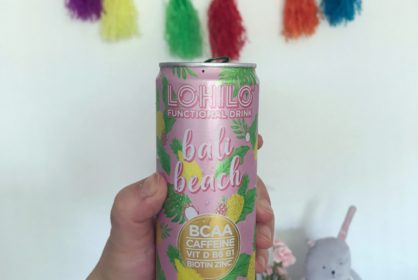 LOHILO
FUNCTIONAL DRINK
bali
beach
BCAA
CAFFEINE
VIT D B6 B1
BIOTIN ZINC